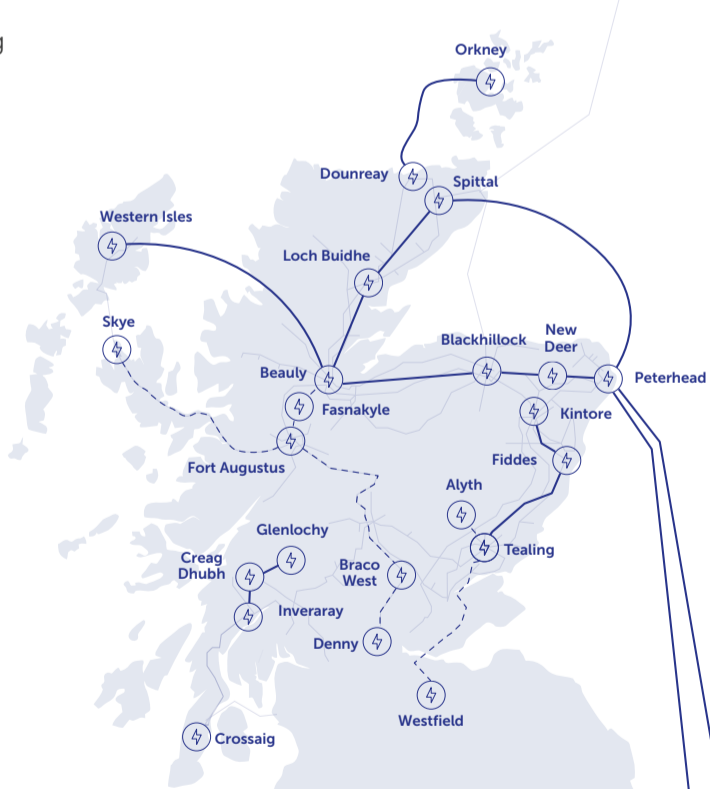 g
Orkney
Dounreay
Spittal
Western Isles
Loch Buidhe
Skye
Blackhillock
New
Deer
Beauly
Peterhead
Fasnakyle
Kintore
Fort Augustus
Fiddes
Alyth
Glenlochy
Tealing
Creag
Dhubh
Braco
West
Inveraray
Denny
Westfield
Crossaig